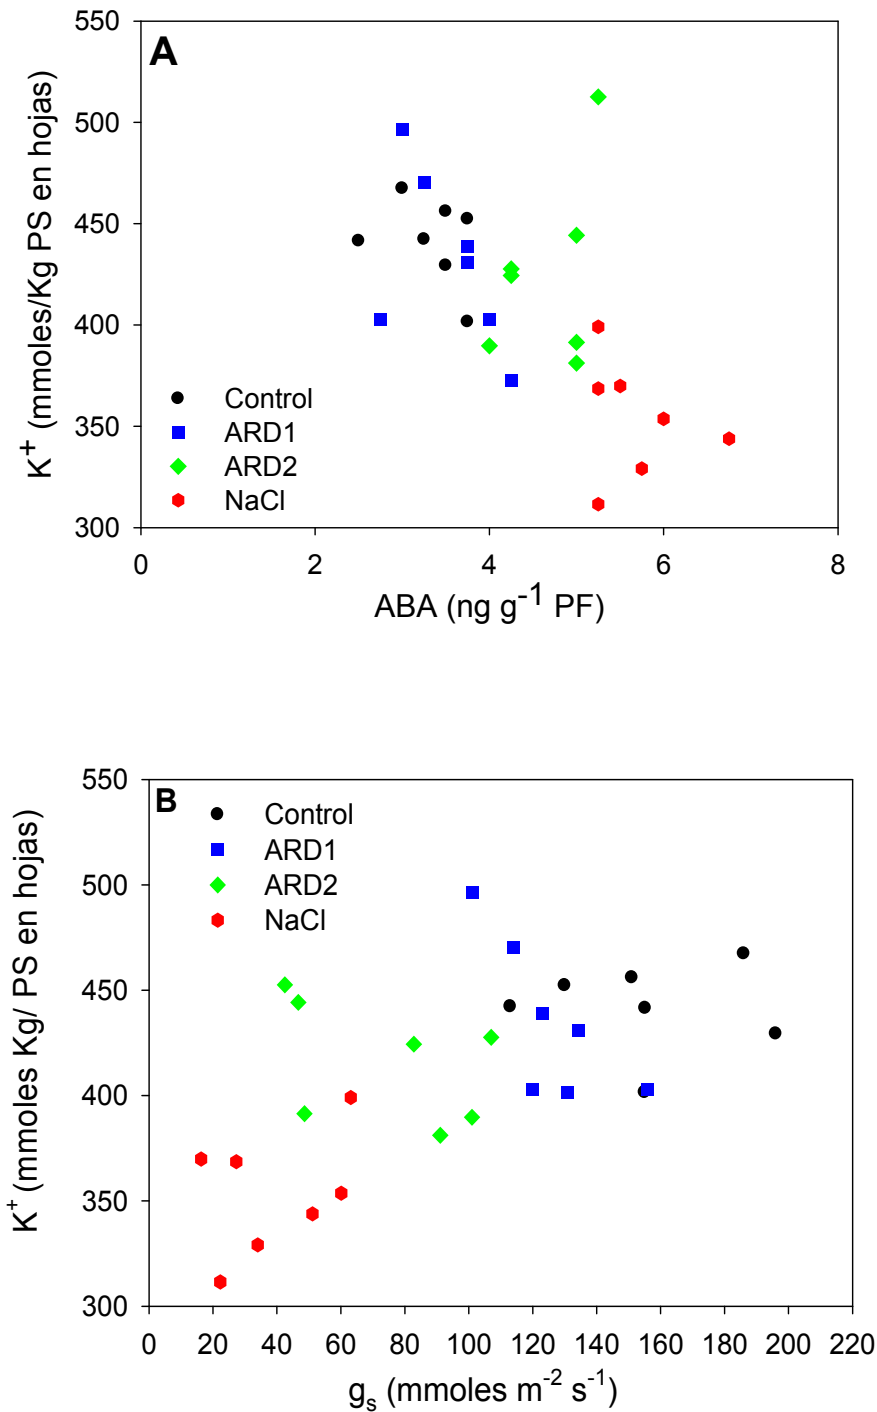 A
550
500
450
400
350
300
K⁺ (mmoles/Kg PS en hojas)
Control
ARD1
ARD2
NaCl
0 2 4 6 8
ABA (ng g⁻¹ PF)
B
550
500
450
400
350
300
K⁺ (mmoles Kg/ PS en hojas)
Control
ARD1
ARD2
NaCl
0 20 40 60 80 100 120 140 160 180 200 220
gₛ (mmoles m⁻² s⁻¹)